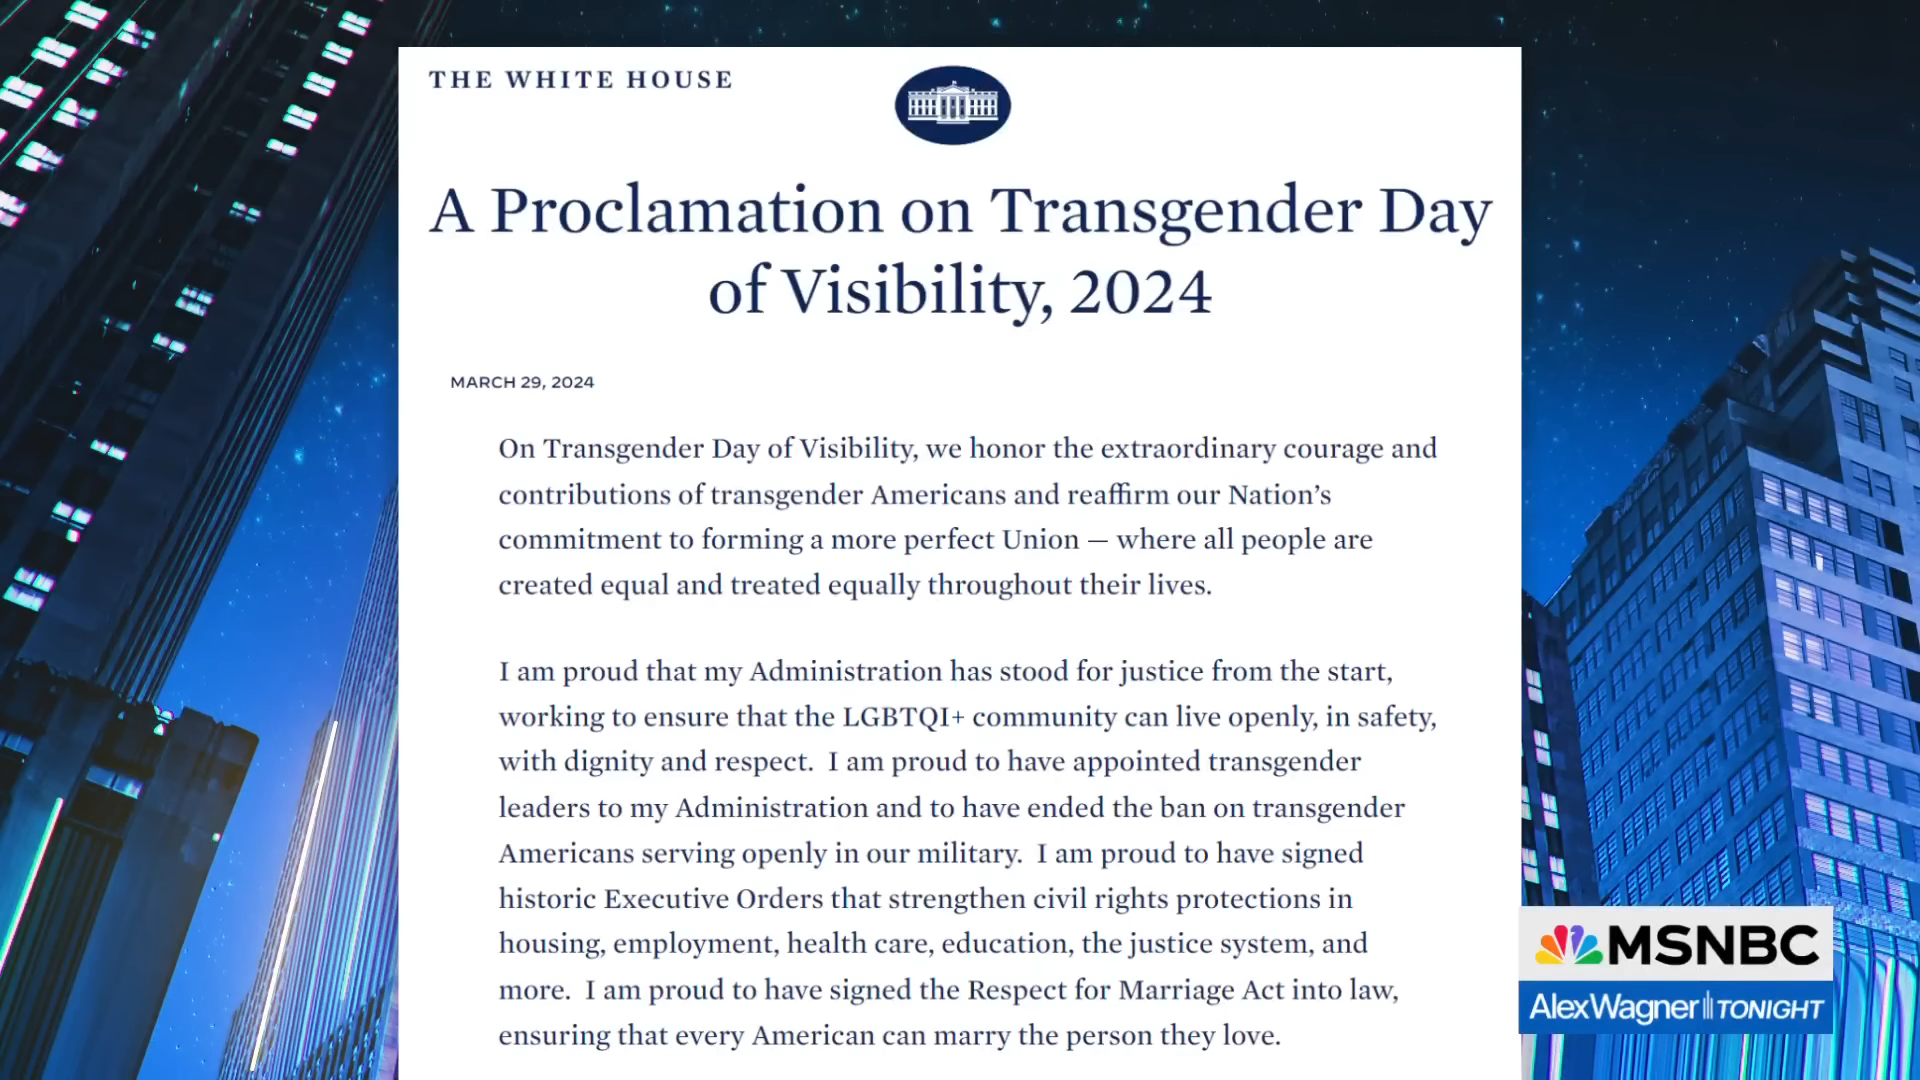 THE WHITE HOUSE
A Proclamation on Transgender Day
of Visibility, 2024
MARCH 29, 2024
On Transgender Day of Visibility, we honor the extraordinary courage and
contributions of transgender Americans and reaffirm our Nation’s
commitment to forming a more perfect Union — where all people are
created equal and treated equally throughout their lives.
I am proud that my Administration has stood for justice from the start,
working to ensure that the LGBTQI+ community can live openly, in safety,
with dignity and respect.  I am proud to have appointed transgender
leaders to my Administration and to have ended the ban on transgender
Americans serving openly in our military.  I am proud to have signed
historic Executive Orders that strengthen civil rights protections in
housing, employment, health care, education, the justice system, and
more.  I am proud to have signed the Respect for Marriage Act into law,
ensuring that every American can marry the person they love.
MSNBC
AlexWagner TONIGHT